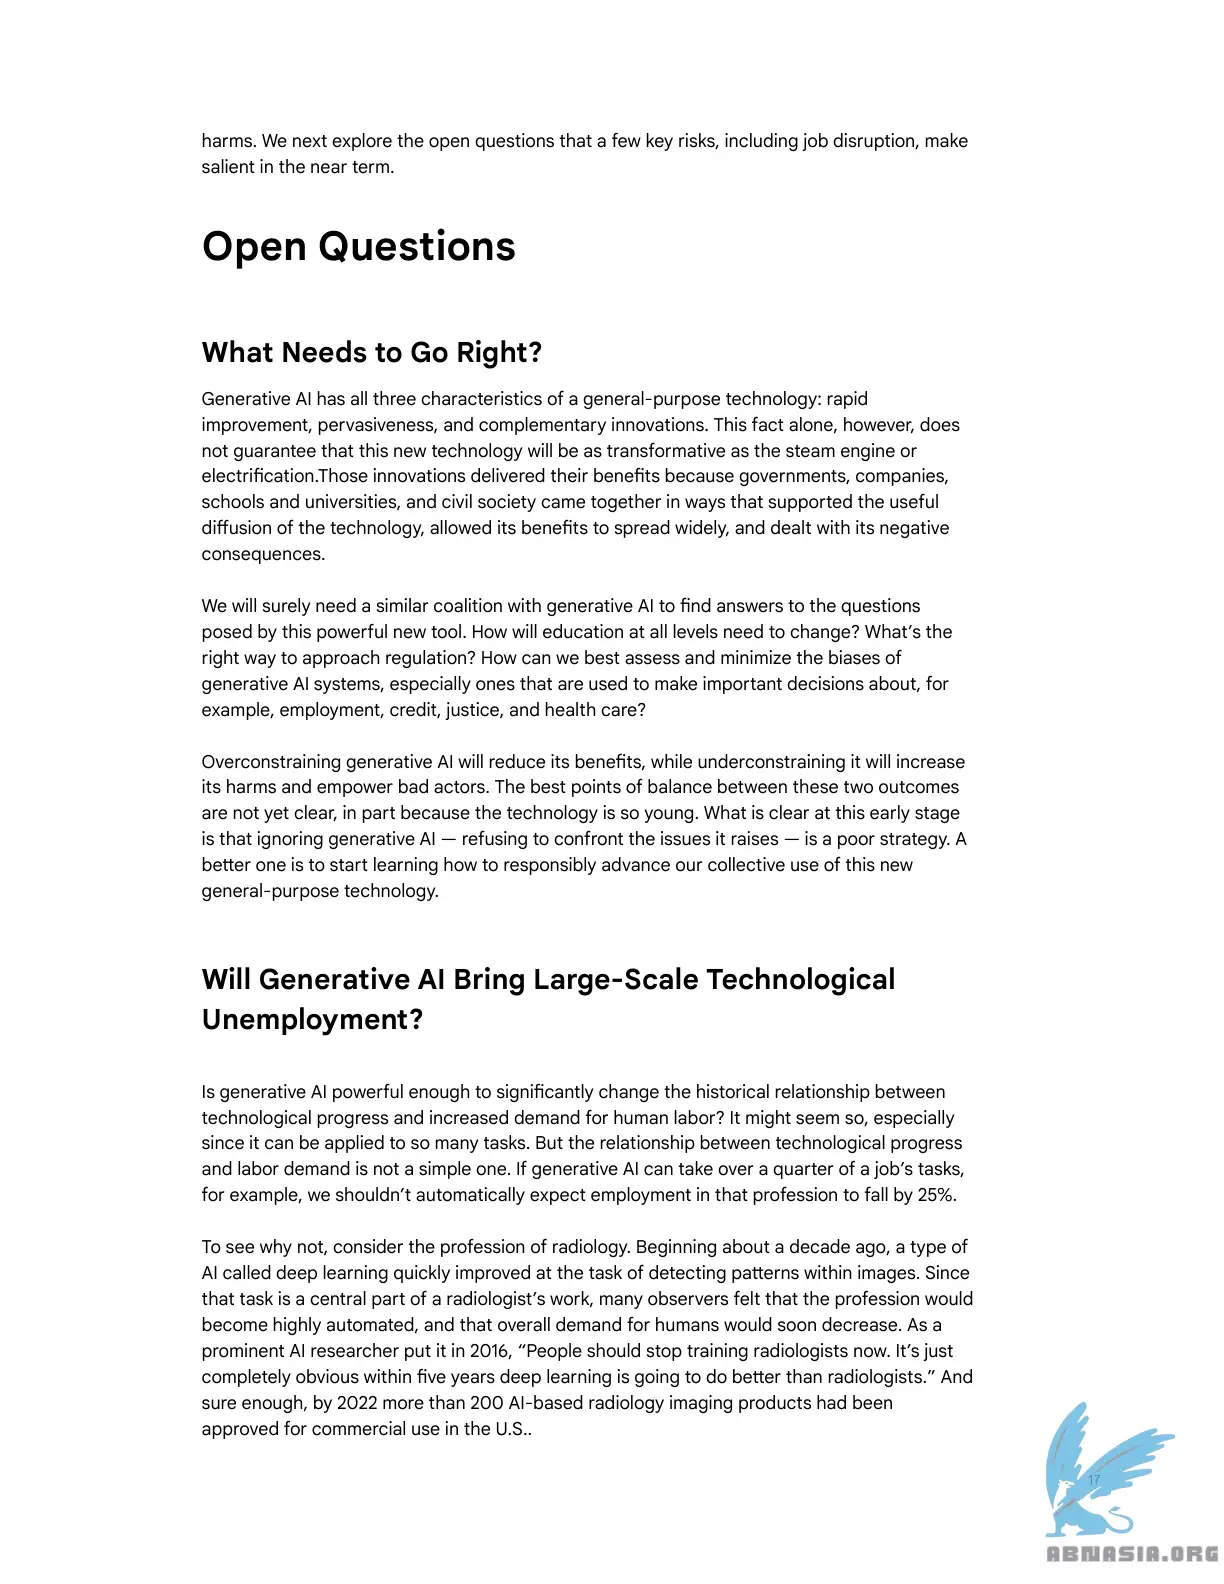 harms. We next explore the open questions that a few key risks, including job disruption, make
salient in the near term.
Open Questions
What Needs to Go Right?
Generative AI has all three characteristics of a general-purpose technology: rapid
improvement, pervasiveness, and complementary innovations. This fact alone, however, does
not guarantee that this new technology will be as transformative as the steam engine or
electrification.Those innovations delivered their benefits because governments, companies,
schools and universities, and civil society came together in ways that supported the useful
diffusion of the technology, allowed its benefits to spread widely, and dealt with its negative
consequences.
We will surely need a similar coalition with generative AI to find answers to the questions
posed by this powerful new tool. How will education at all levels need to change? What’s the
right way to approach regulation? How can we best assess and minimize the biases of
generative AI systems, especially ones that are used to make important decisions about, for
example, employment, credit, justice, and health care?
Overconstraining generative AI will reduce its benefits, while underconstraining it will increase
its harms and empower bad actors. The best points of balance between these two outcomes
are not yet clear, in part because the technology is so young. What is clear at this early stage
is that ignoring generative AI — refusing to confront the issues it raises — is a poor strategy. A
better one is to start learning how to responsibly advance our collective use of this new
general-purpose technology.
Will Generative AI Bring Large-Scale Technological
Unemployment?
Is generative AI powerful enough to significantly change the historical relationship between
technological progress and increased demand for human labor? It might seem so, especially
since it can be applied to so many tasks. But the relationship between technological progress
and labor demand is not a simple one. If generative AI can take over a quarter of a job’s tasks,
for example, we shouldn’t automatically expect employment in that profession to fall by 25%.
To see why not, consider the profession of radiology. Beginning about a decade ago, a type of
AI called deep learning quickly improved at the task of detecting patterns within images. Since
that task is a central part of a radiologist’s work, many observers felt that the profession would
become highly automated, and that overall demand for humans would soon decrease. As a
prominent AI researcher put it in 2016, “People should stop training radiologists now. It’s just
completely obvious within five years deep learning is going to do better than radiologists.” And
sure enough, by 2022 more than 200 AI-based radiology imaging products had been
approved for commercial use in the U.S..
17
ABNASIA.ORG